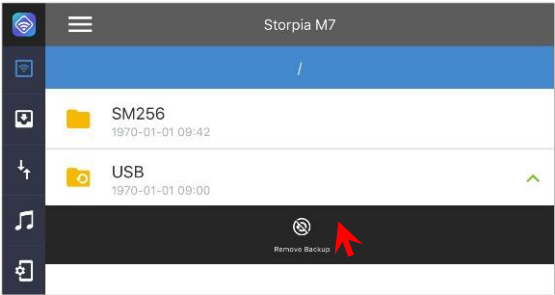 Storpia M7
/
SM256
1970-01-01 09:42
USB
1970-01-01 09:00
Remove Backup